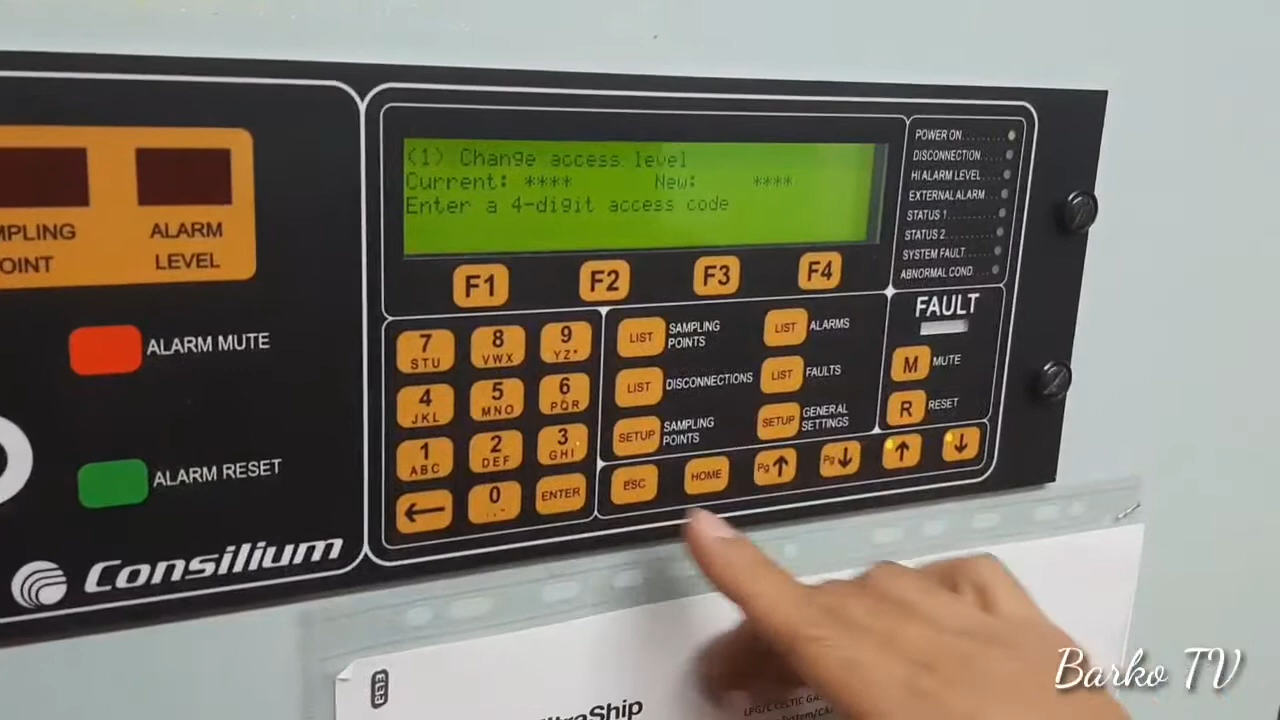 (1) Change access level
Current: **** New: ****
Enter a 4-digit access code
POWER ON
DISCONNECTION
HI ALARM LEVEL
EXTERNAL ALARM
STATUS 1
STATUS 2
SYSTEM FAULT
ABNORMAL COND.
ALARM
LEVEL
F1 F2 F3 F4
FAULT
ALARM MUTE
ALARM RESET
7 8 9
STU VWX YZ*
4 5 6
JKL MNO PQR
1 2 3
ABC DEF GHI
← 0 ENTER
LIST SAMPLING POINTS
LIST ALARMS
LIST DISCONNECTIONS
LIST FAULTS
SETUP SAMPLING POINTS
SETUP GENERAL SETTINGS
M MUTE
R RESET
ESC HOME Pg↑ Pg↓ ↑ ↓
Consilium
Barko TV